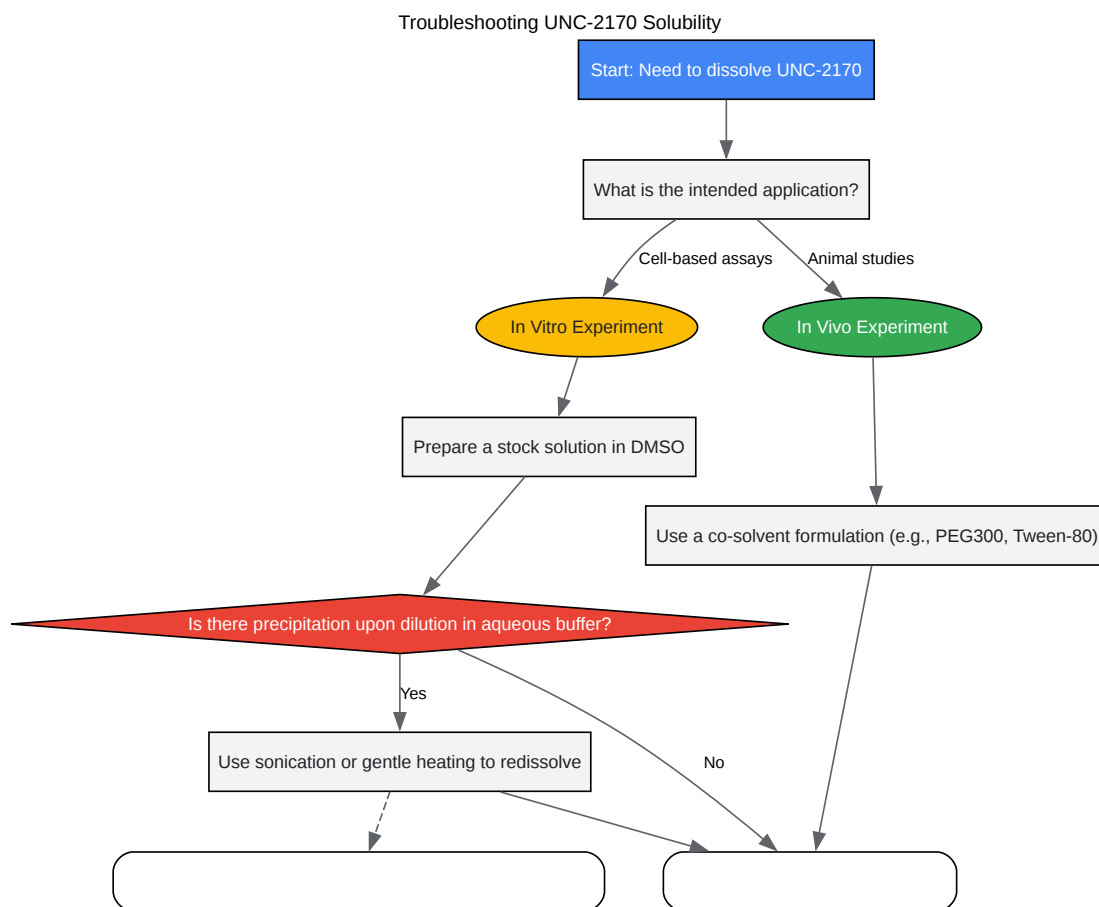 Troubleshooting UNC-2170 Solubility
Start: Need to dissolve UNC-2170
What is the intended application?
Cell-based assays
Animal studies
In Vitro Experiment
In Vivo Experiment
Prepare a stock solution in DMSO
Use a co-solvent formulation (e.g., PEG300, Tween-80)
Is there precipitation upon dilution in aqueous buffer?
Yes
Use sonication or gentle heating to redissolve
No